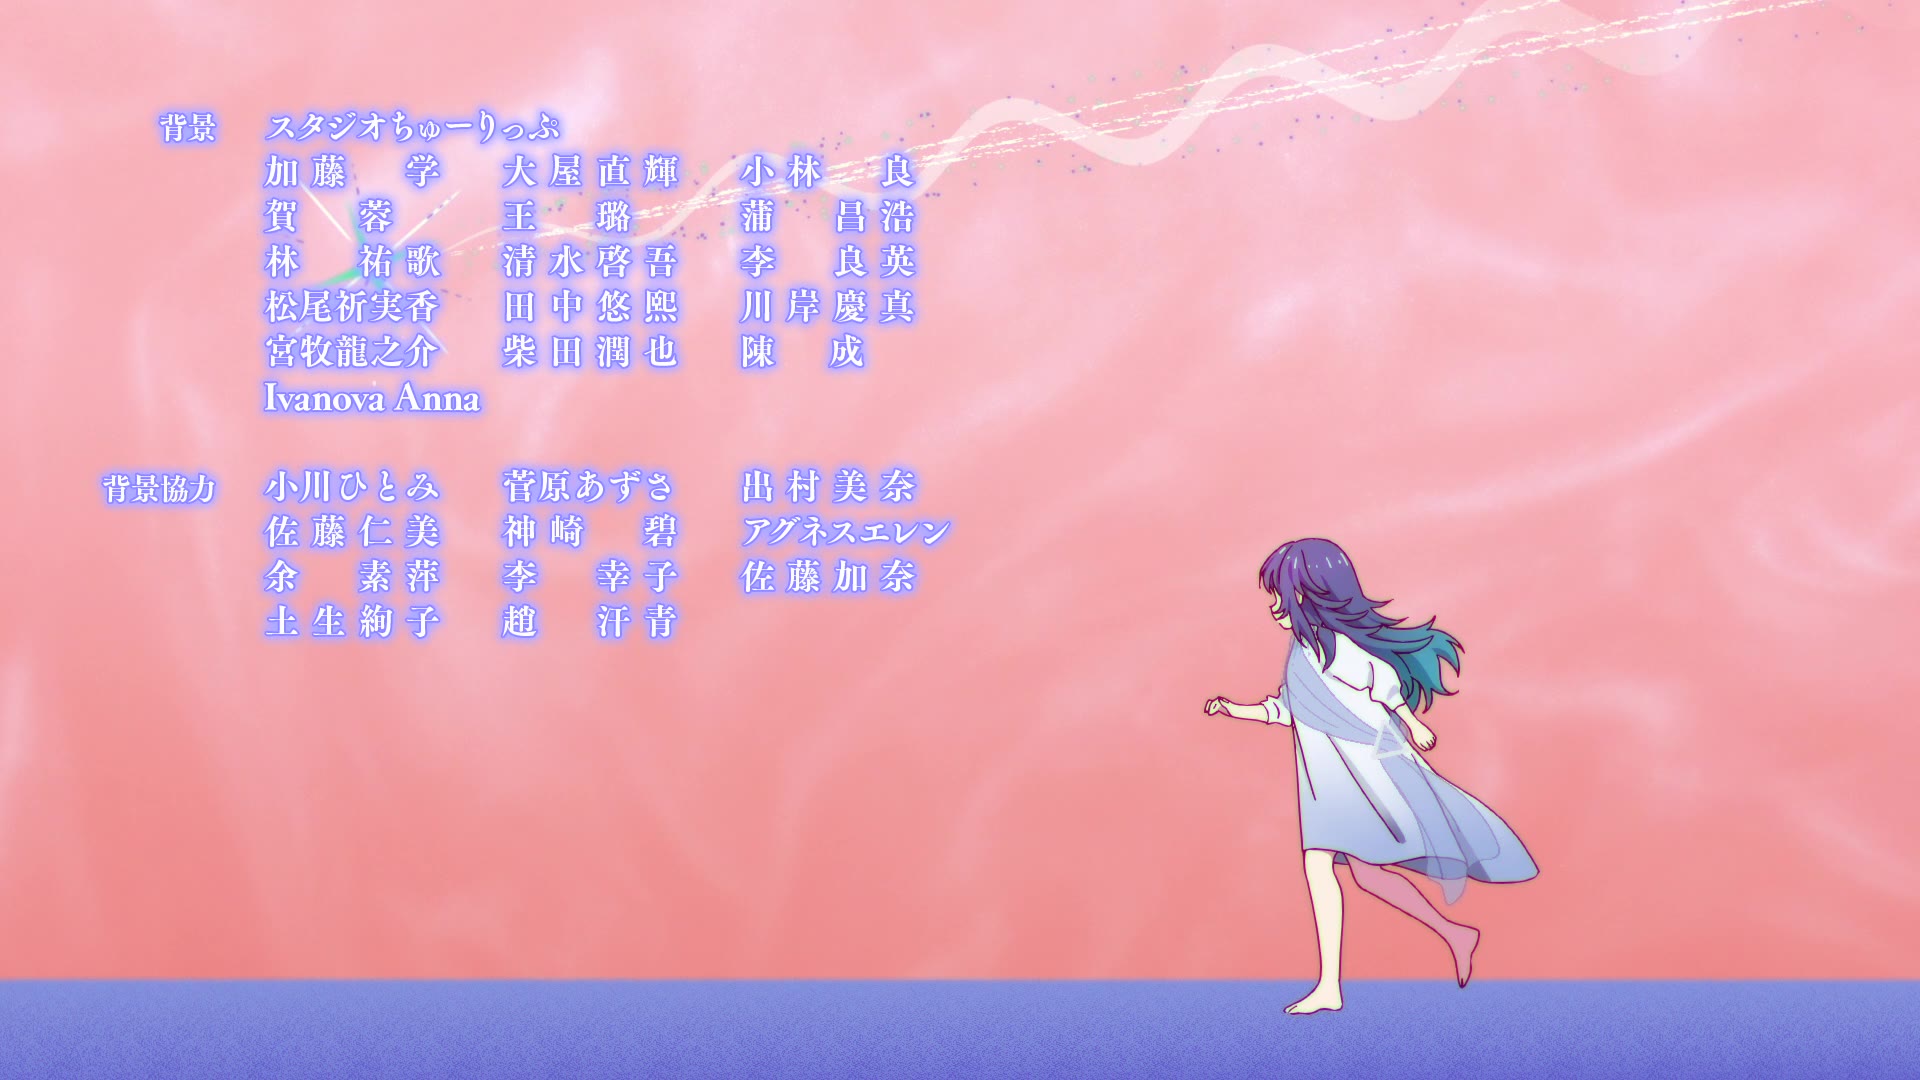 背景 スタジオちゅーりっぷ
加藤 学 大屋直輝 小林 良
賀 蓉 王 璐 蒲 昌浩
林 祐歌 清水啓吾 李 良英
松尾祈実香 田中悠熙 川岸慶真
宮牧龍之介 柴田潤也 陳 成
Ivanova Anna
背景協力 小川ひとみ 菅原あずさ 出村美奈
佐藤仁美 神崎 碧 アグネスエレン
余 素萍 李 幸子 佐藤加奈
土生絢子 趙 汗青